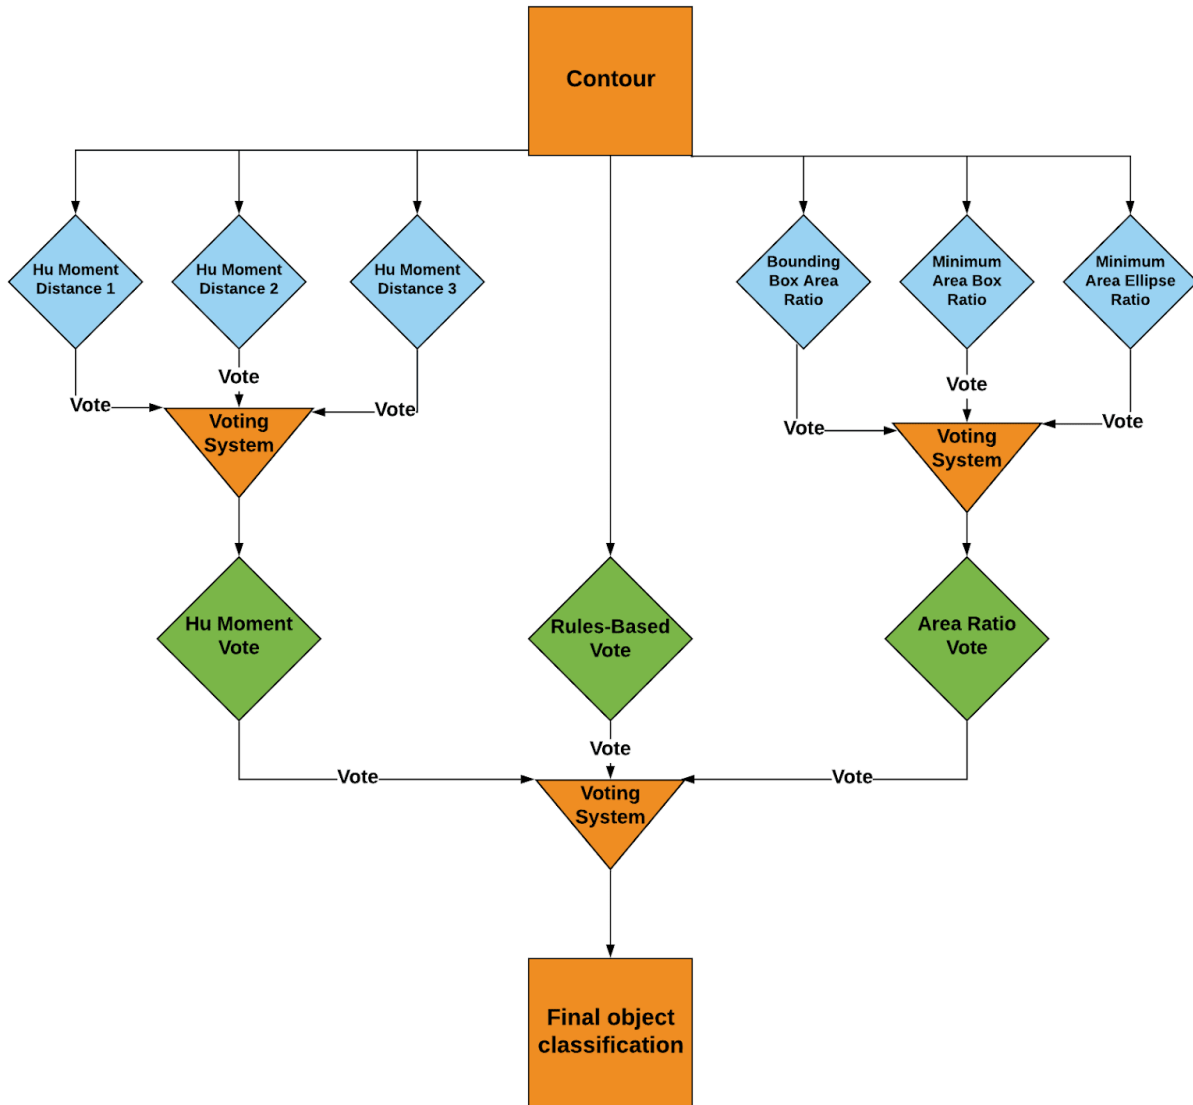 Contour
Hu Moment
Distance 1
Hu Moment
Distance 2
Hu Moment
Distance 3
Bounding
Box Area
Ratio
Minimum
Area Box
Ratio
Minimum
Area Ellipse
Ratio
Vote
Vote
Vote
Vote
Vote
Vote
Voting
System
Voting
System
Hu Moment
Vote
Rules-Based
Vote
Area Ratio
Vote
Vote
Vote
Vote
Voting
System
Final object
classification